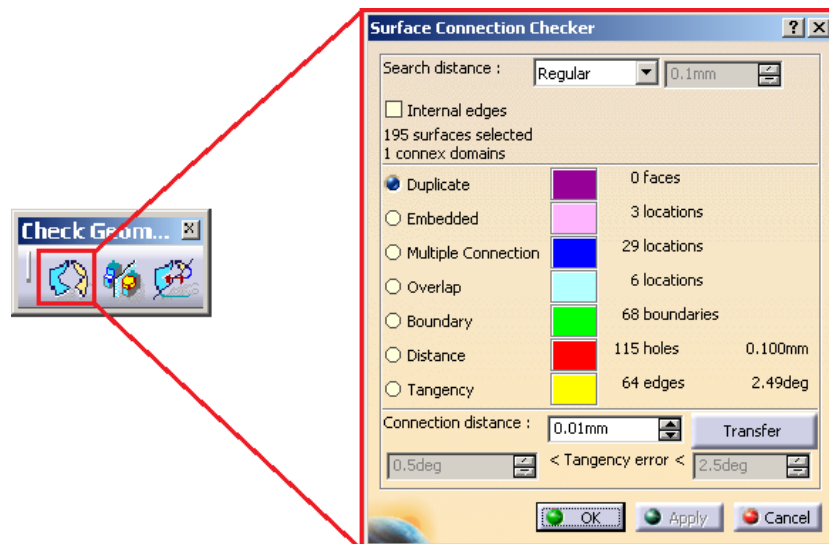 Surface Connection Checker
Search distance : Regular 0.1mm
Internal edges
195 surfaces selected
1 connex domains
Duplicate 0 faces
Embedded 3 locations
Multiple Connection 29 locations
Overlap 6 locations
Boundary 68 boundaries
Distance 115 holes 0.100mm
Tangency 64 edges 2.49deg
Connection distance : 0.01mm Transfer
0.5deg < Tangency error < 2.5deg
OK Apply Cancel
Check Geom...